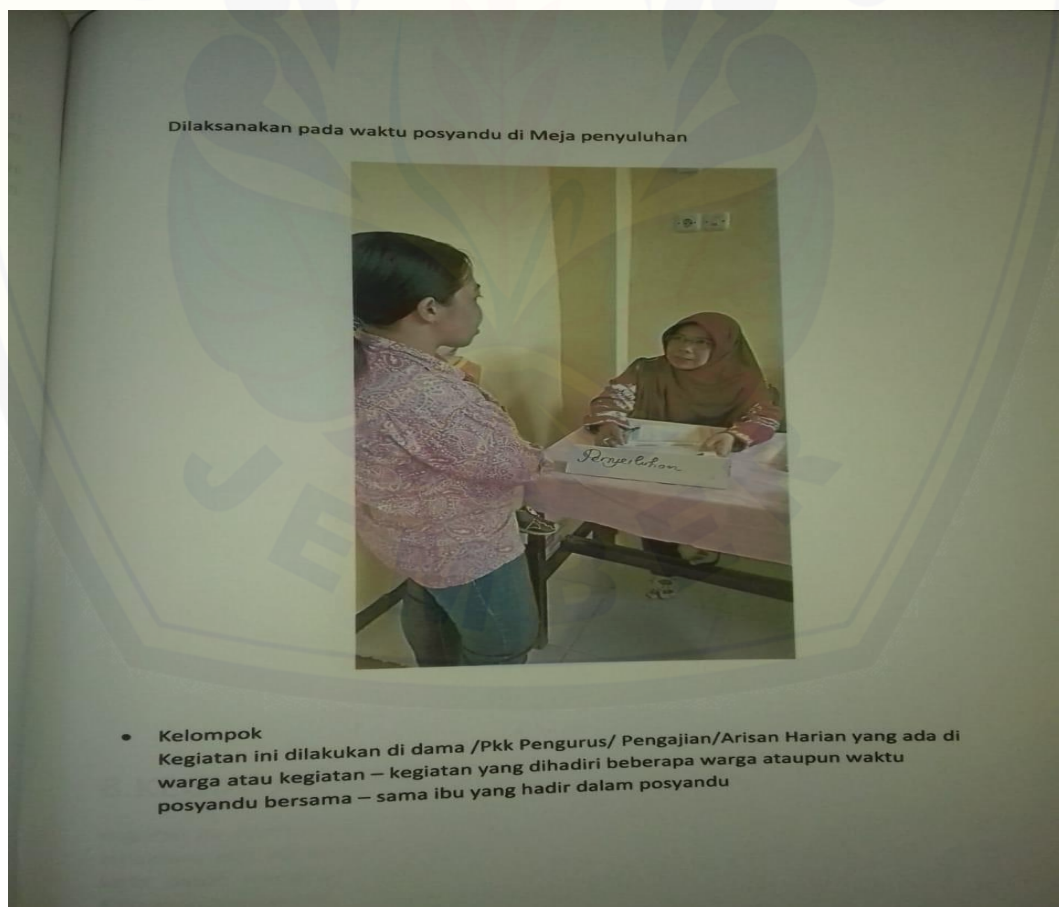 Dilaksanakan pada waktu posyandu di Meja penyuluhan
Penyuluhan
• Kelompok
Kegiatan ini dilakukan di dama /Pkk Pengurus/ Pengajian/Arisan Harian yang ada di
warga atau kegiatan – kegiatan yang dihadiri beberapa warga ataupun waktu
posyandu bersama – sama ibu yang hadir dalam posyandu
JEMBER